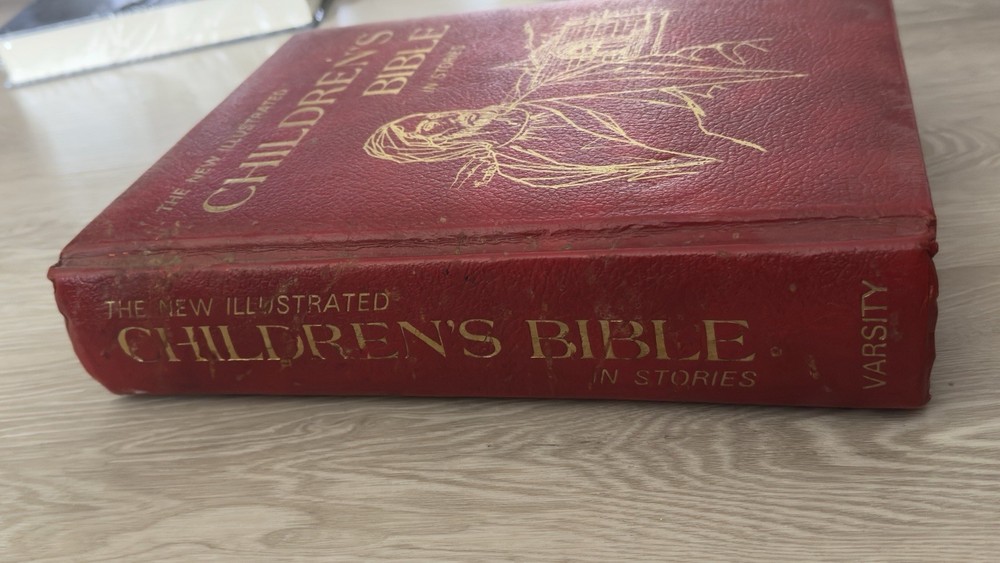 THE NEW ILLUSTRATED
CHILDREN'S
BIBLE
IN STORIES
THE NEW ILLUSTRATED
CHILDREN'S BIBLE
IN STORIES
VARSITY